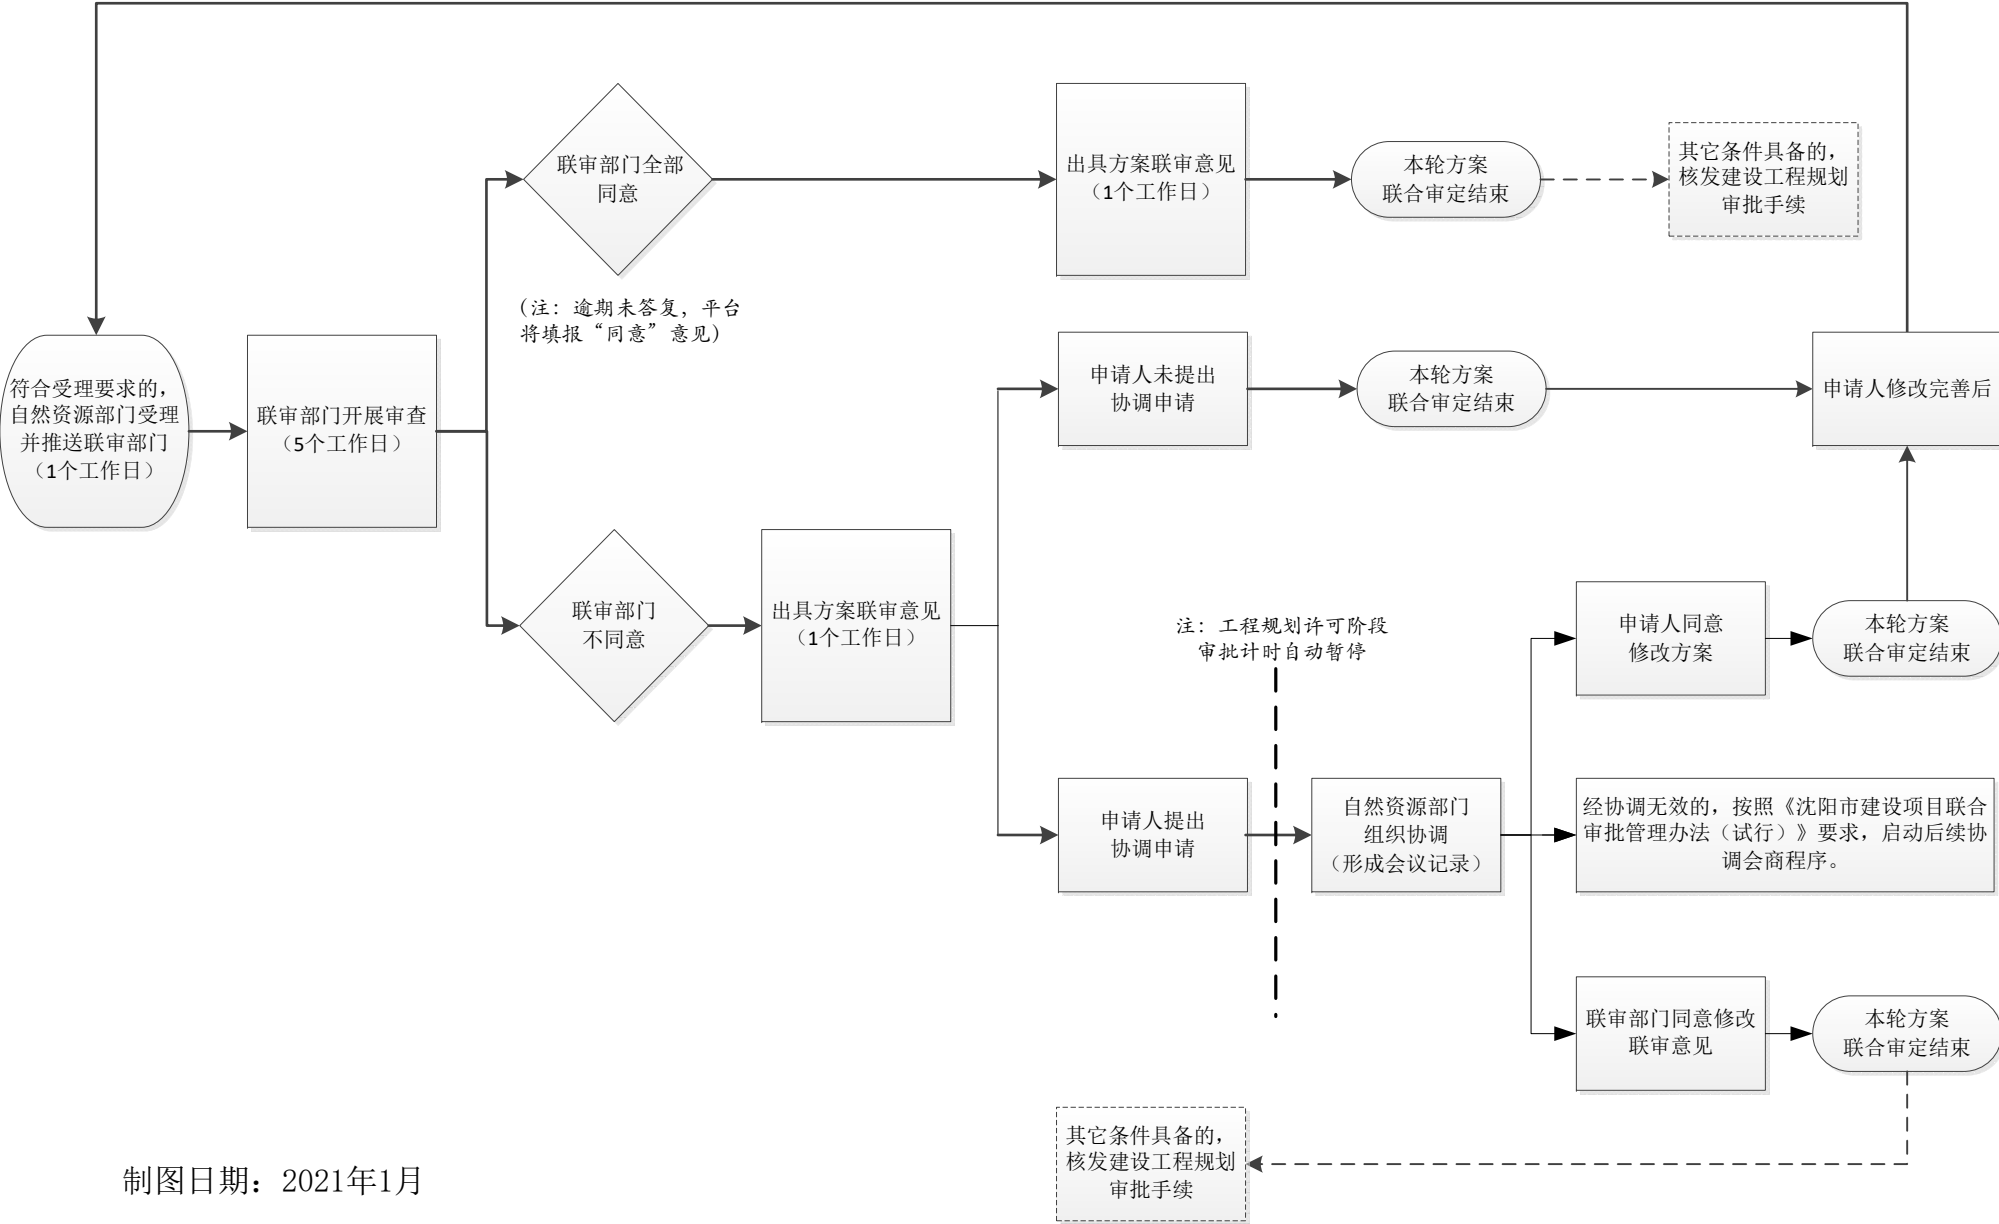 联审部门全部
同意
出具方案联审意见
（1个工作日）
本轮方案
联合审定结束
其它条件具备的，
核发建设工程规划
审批手续
(注：逾期未答复，平台
将填报“同意”意见)
符合受理要求的，
自然资源部门受理
并推送联审部门
（1个工作日）
联审部门开展审查
（5个工作日）
申请人未提出
协调申请
本轮方案
联合审定结束
申请人修改完善后
联审部门
不同意
出具方案联审意见
（1个工作日）
注：工程规划许可阶段
审批计时自动暂停
申请人同意
修改方案
本轮方案
联合审定结束
申请人提出
协调申请
自然资源部门
组织协调
（形成会议记录）
经协调无效的，按照《沈阳市建设项目联合
审批管理办法（试行）》要求，启动后续协
调会商程序。
联审部门同意修改
联审意见
本轮方案
联合审定结束
其它条件具备的，
核发建设工程规划
审批手续
制图日期：2021年1月